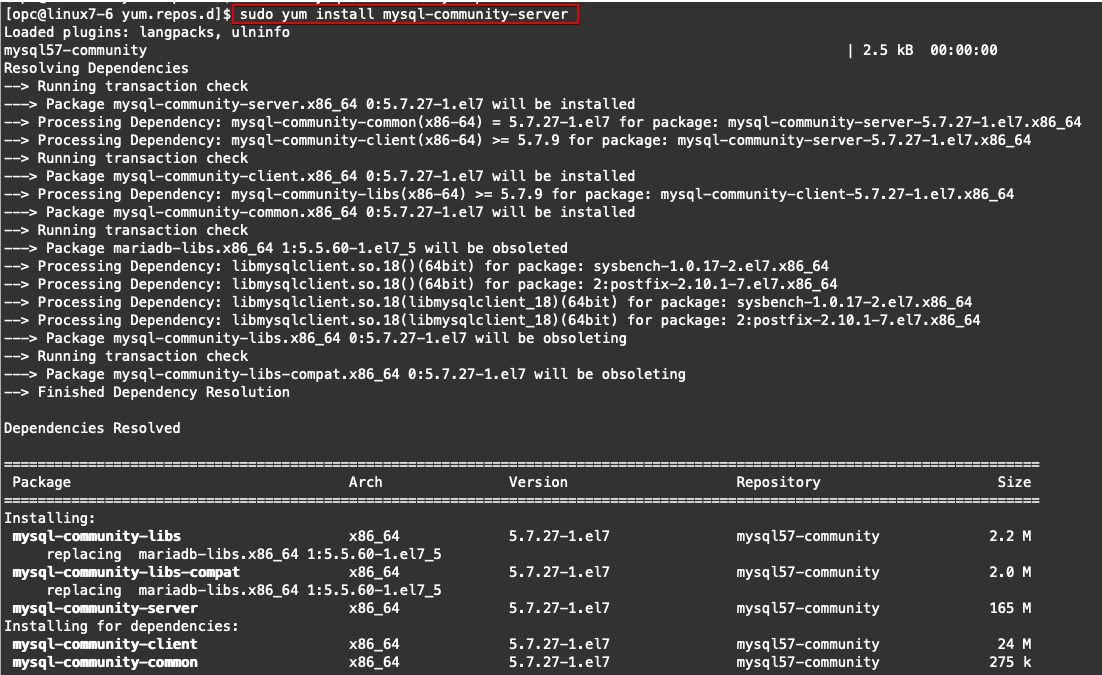 [opc@linux7-6 yum.repos.d]$ sudo yum install mysql-community-server
Loaded plugins: langpacks, ulninfo
mysql57-community | 2.5 kB 00:00:00
Resolving Dependencies
--> Running transaction check
---> Package mysql-community-server.x86_64 0:5.7.27-1.el7 will be installed
--> Processing Dependency: mysql-community-common(x86-64) = 5.7.27-1.el7 for package: mysql-community-server-5.7.27-1.el7.x86_64
--> Processing Dependency: mysql-community-client(x86-64) >= 5.7.9 for package: mysql-community-server-5.7.27-1.el7.x86_64
--> Running transaction check
---> Package mysql-community-client.x86_64 0:5.7.27-1.el7 will be installed
--> Processing Dependency: mysql-community-libs(x86-64) >= 5.7.9 for package: mysql-community-client-5.7.27-1.el7.x86_64
---> Package mysql-community-common.x86_64 0:5.7.27-1.el7 will be installed
--> Running transaction check
---> Package mariadb-libs.x86_64 1:5.5.60-1.el7_5 will be obsoleted
--> Processing Dependency: libmysqlclient.so.18()(64bit) for package: sysbench-1.0.17-2.el7.x86_64
--> Processing Dependency: libmysqlclient.so.18()(64bit) for package: 2:postfix-2.10.1-7.el7.x86_64
--> Processing Dependency: libmysqlclient.so.18(libmysqlclient_18)(64bit) for package: sysbench-1.0.17-2.el7.x86_64
--> Processing Dependency: libmysqlclient.so.18(libmysqlclient_18)(64bit) for package: 2:postfix-2.10.1-7.el7.x86_64
---> Package mysql-community-libs.x86_64 0:5.7.27-1.el7 will be obsoleting
--> Running transaction check
---> Package mysql-community-libs-compat.x86_64 0:5.7.27-1.el7 will be obsoleting
--> Finished Dependency Resolution
Dependencies Resolved
================================================================================
Package Arch Version Repository Size
================================================================================
Installing:
mysql-community-libs x86_64 5.7.27-1.el7 mysql57-community 2.2 M
replacing mariadb-libs.x86_64 1:5.5.60-1.el7_5
mysql-community-libs-compat x86_64 5.7.27-1.el7 mysql57-community 2.0 M
replacing mariadb-libs.x86_64 1:5.5.60-1.el7_5
mysql-community-server x86_64 5.7.27-1.el7 mysql57-community 165 M
Installing for dependencies:
mysql-community-client x86_64 5.7.27-1.el7 mysql57-community 24 M
mysql-community-common x86_64 5.7.27-1.el7 mysql57-community 275 k